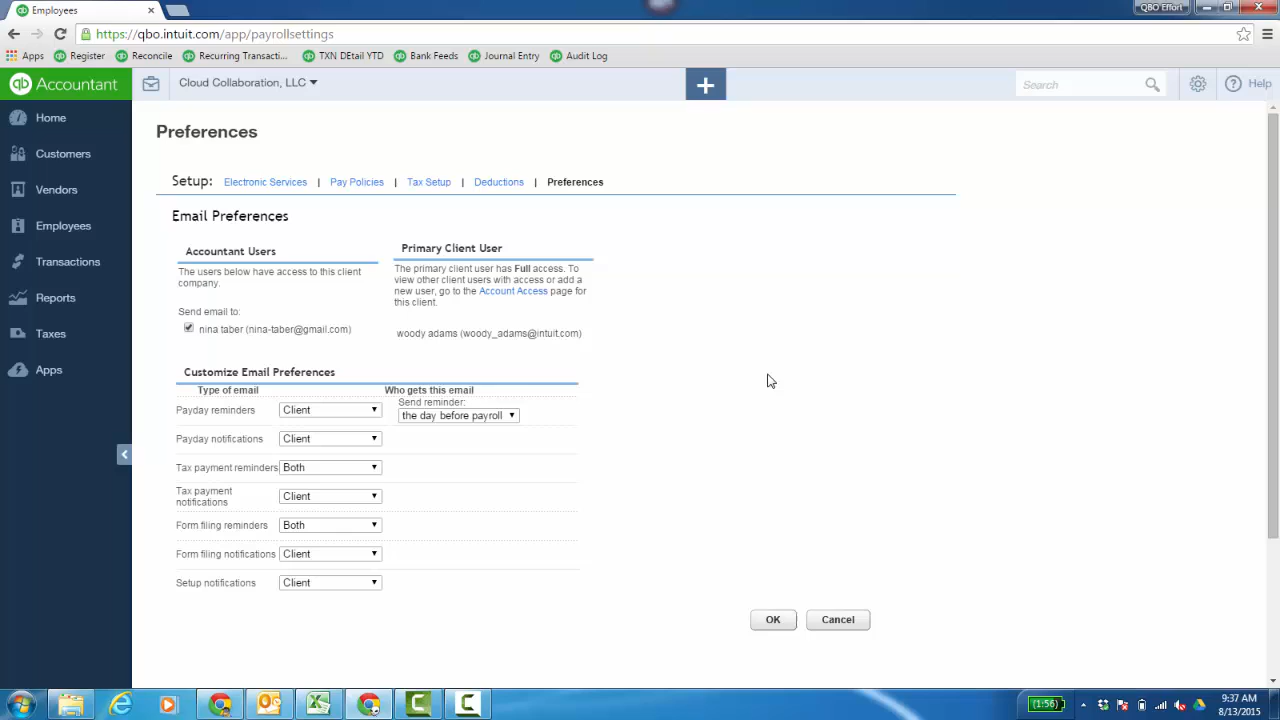 Employees
QBO Effort
https://qbo.intuit.com/app/payrollsettings
Apps Register Reconcile Recurring Transacti... TXN DEtail YTD Bank Feeds Journal Entry Audit Log
qb Accountant Cloud Collaboration, LLC + Search Help
Home
Customers
Vendors
Employees
Transactions
Reports
Taxes
Apps
Preferences
Setup: Electronic Services | Pay Policies | Tax Setup | Deductions | Preferences
Email Preferences
Accountant Users
The users below have access to this client
company.
Send email to:
nina taber (nina-taber@gmail.com)
Primary Client User
The primary client user has Full access. To
view other client users with access or add a
new user, go to the Account Access page for
this client.
woody adams (woody_adams@intuit.com)
Customize Email Preferences
Type of email Who gets this email
Payday reminders Client Send reminder:
the day before payroll
Payday notifications Client
Tax payment reminders Both
Tax payment
notifications Client
Form filing reminders Both
Form filing notifications Client
Setup notifications Client
OK Cancel
(1:56) 9:37 AM
8/13/2015